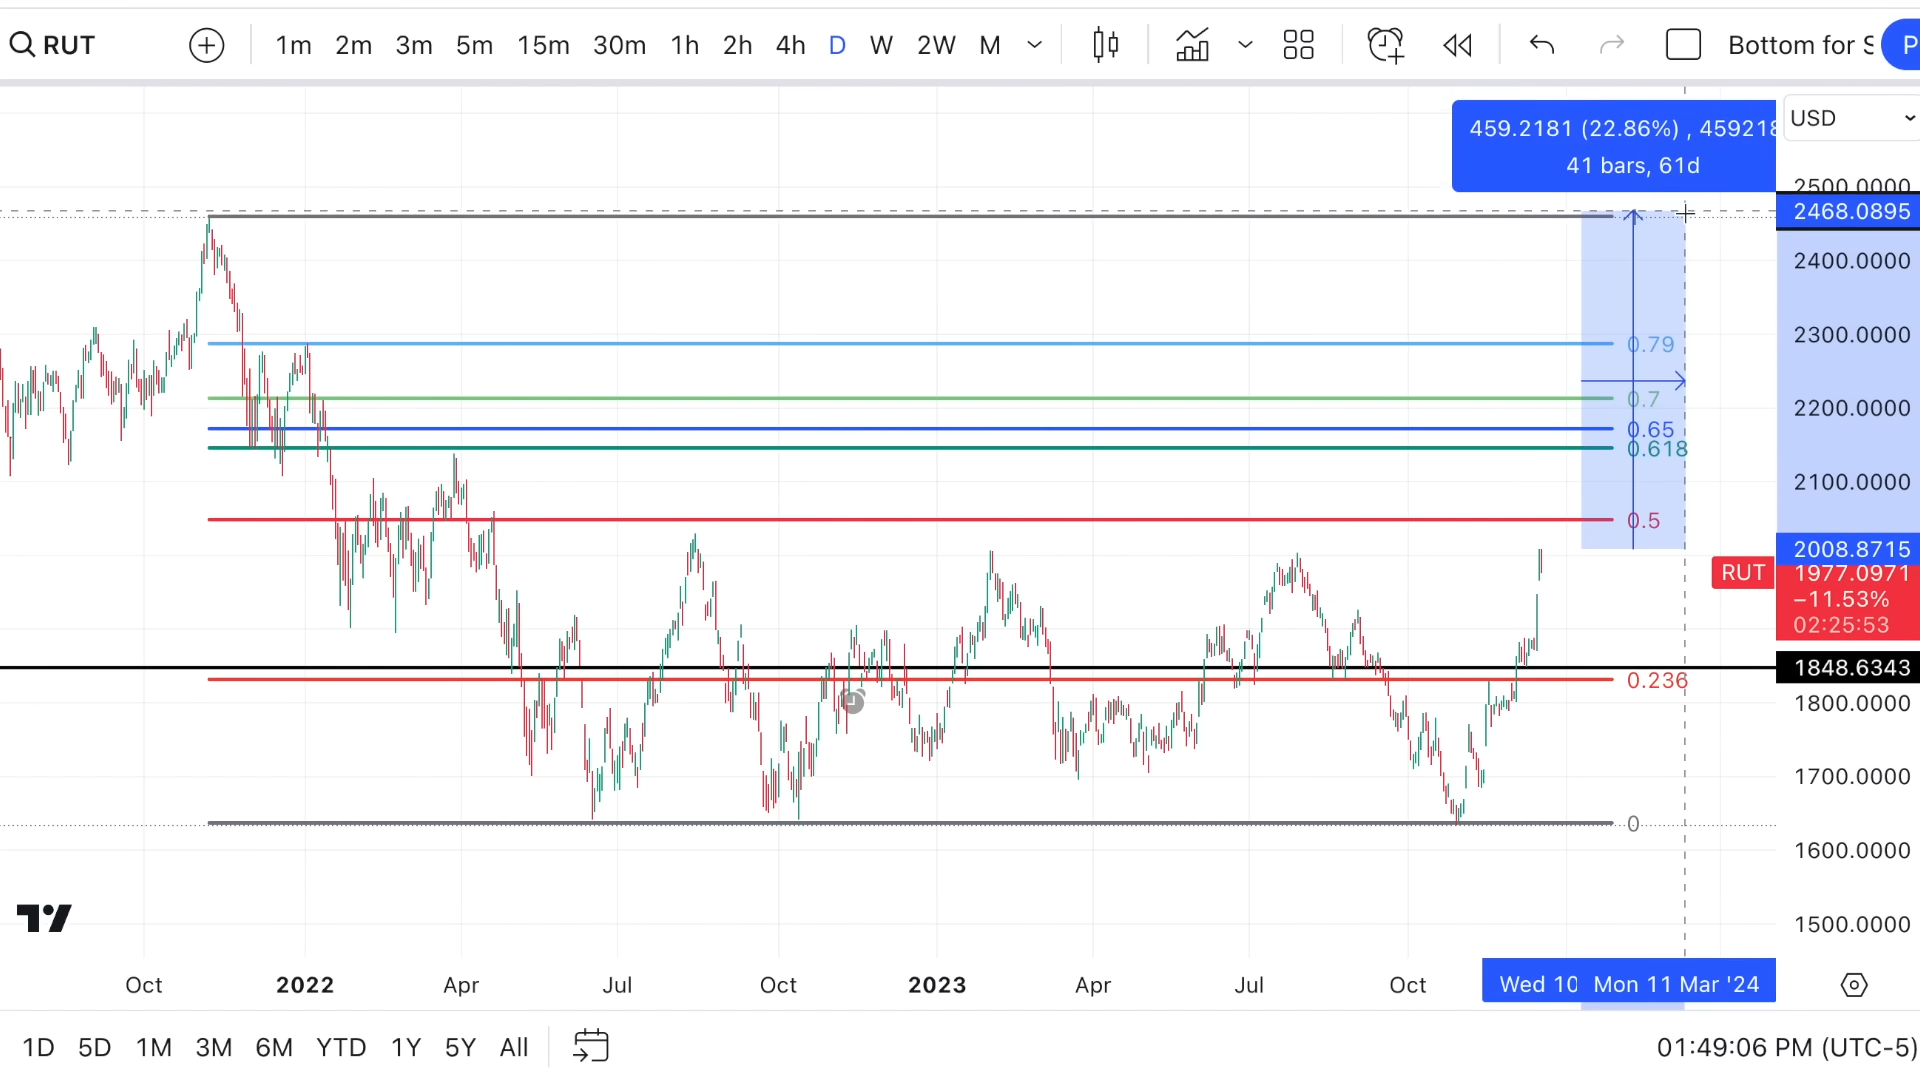 RUT
1m 2m 3m 5m 15m 30m 1h 2h 4h D W 2W M
Bottom for S
P
459.2181 (22.86%) , 459218
41 bars, 61d
USD
2500.0000
2468.0895
2400.0000
2300.0000
2200.0000
2100.0000
2008.8715
RUT
1977.0971
−11.53%
02:25:53
1848.6343
1800.0000
1700.0000
1600.0000
1500.0000
0.79
0.7
0.65
0.618
0.5
0.236
0
Oct 2022 Apr Jul Oct 2023 Apr Jul Oct
Wed 10 Mon 11 Mar '24
1D 5D 1M 3M 6M YTD 1Y 5Y All
01:49:06 PM (UTC-5)